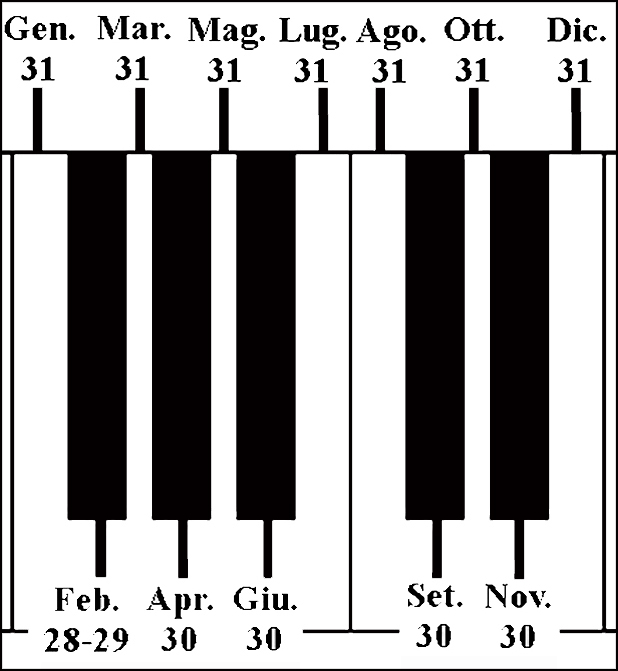 Gen. Mar. Mag. Lug. Ago. Ott. Dic.
31 31 31 31 31 31 31
Feb. Apr. Giu. Set. Nov.
28-29 30 30 30 30